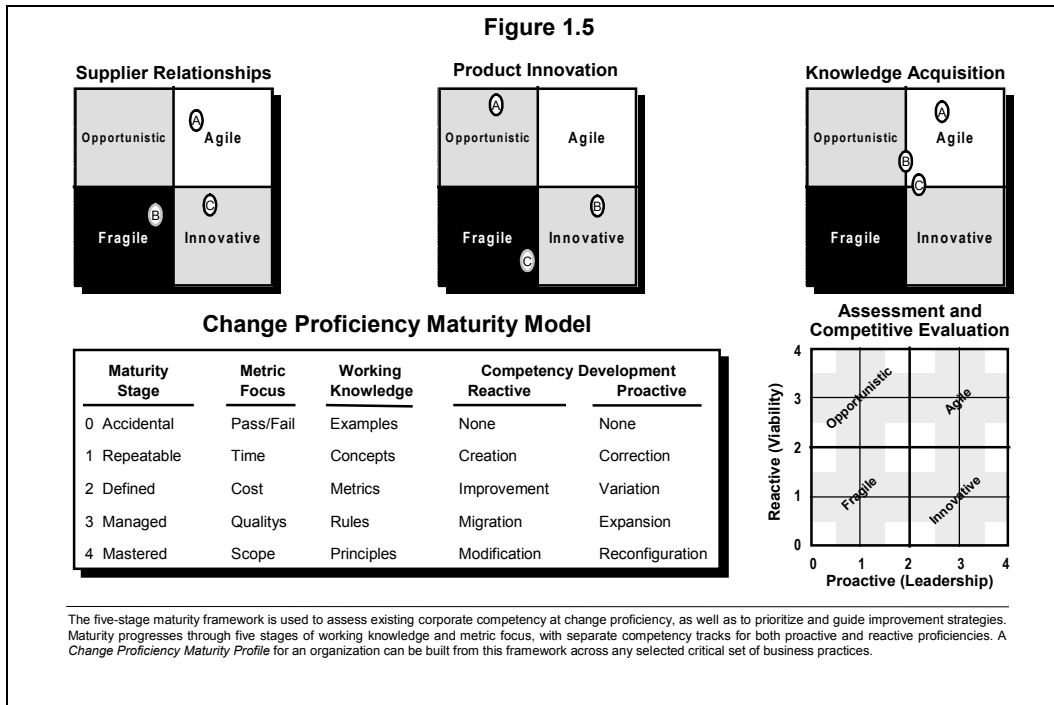 Figure 1.5
Supplier Relationships
Opportunistic
A
Agile
B
C
Fragile
Innovative
Product Innovation
A
Opportunistic
Agile
B
Fragile
Innovative
C
Knowledge Acquisition
A
Opportunistic
Agile
B
C
Fragile
Innovative
Change Proficiency Maturity Model
Maturity Metric Working Competency Development
Stage Focus Knowledge Reactive Proactive
0 Accidental Pass/Fail Examples None None
1 Repeatable Time Concepts Creation Correction
2 Defined Cost Metrics Improvement Variation
3 Managed Qualitys Rules Migration Expansion
4 Mastered Scope Principles Modification Reconfiguration
Assessment and
Competitive Evaluation
Reactive (Viability)
4
3
2
1
0
Opportunistic
Agile
Fragile
Innovative
0 1 2 3 4
Proactive (Leadership)
The five-stage maturity framework is used to assess existing corporate competency at change proficiency, as well as to prioritize and guide improvement strategies.
Maturity progresses through five stages of working knowledge and metric focus, with separate competency tracks for both proactive and reactive proficiencies. A
Change Proficiency Maturity Profile for an organization can be built from this framework across any selected critical set of business practices.